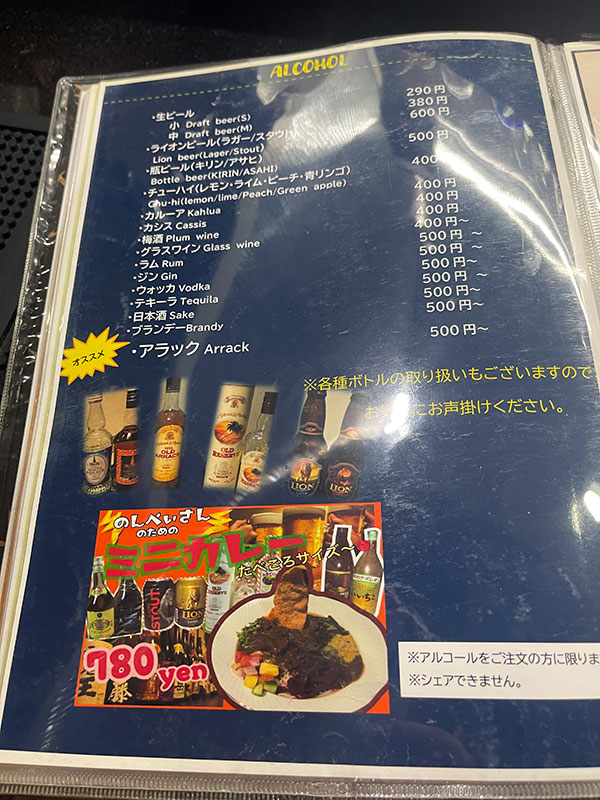 ALCOHOL
・生ビール
小 Draft beer(S) 290円
中 Draft beer(M) 380円
・ライオンビール(ラガー/スタウト) 600円
Lion beer(Lager/Stout)
・瓶ビール(キリン/アサヒ) 500円
Bottle beer(KIRIN/ASAHI)
・チューハイ(レモン・ライム・ピーチ・青リンゴ) 400
Chu-hi(lemon/lime/Peach/Green apple)
・カルーア Kahlua 400円
・カシス Cassis 400円
・梅酒 Plum wine 400円
・グラスワイン Glass wine 400円～
・ラム Rum 500円 ～
・ジン Gin 500円 ～
・ウォッカ Vodka 500円～
・テキーラ Tequila 500円 ～
・日本酒 Sake 500円～
・ブランデーBrandy 500円～
オススメ
・アラック Arrack 500円～
※各種ボトルの取り扱いもございますので、
にお声掛けください。
OLD ARRACK
OLD RESERVE
LION
LION
のんべぃさん
のための
ミニカレー
たべごろサイズ～
STOUT
LION
780yen
※アルコールをご注文の方に限りま
※シェアできません。